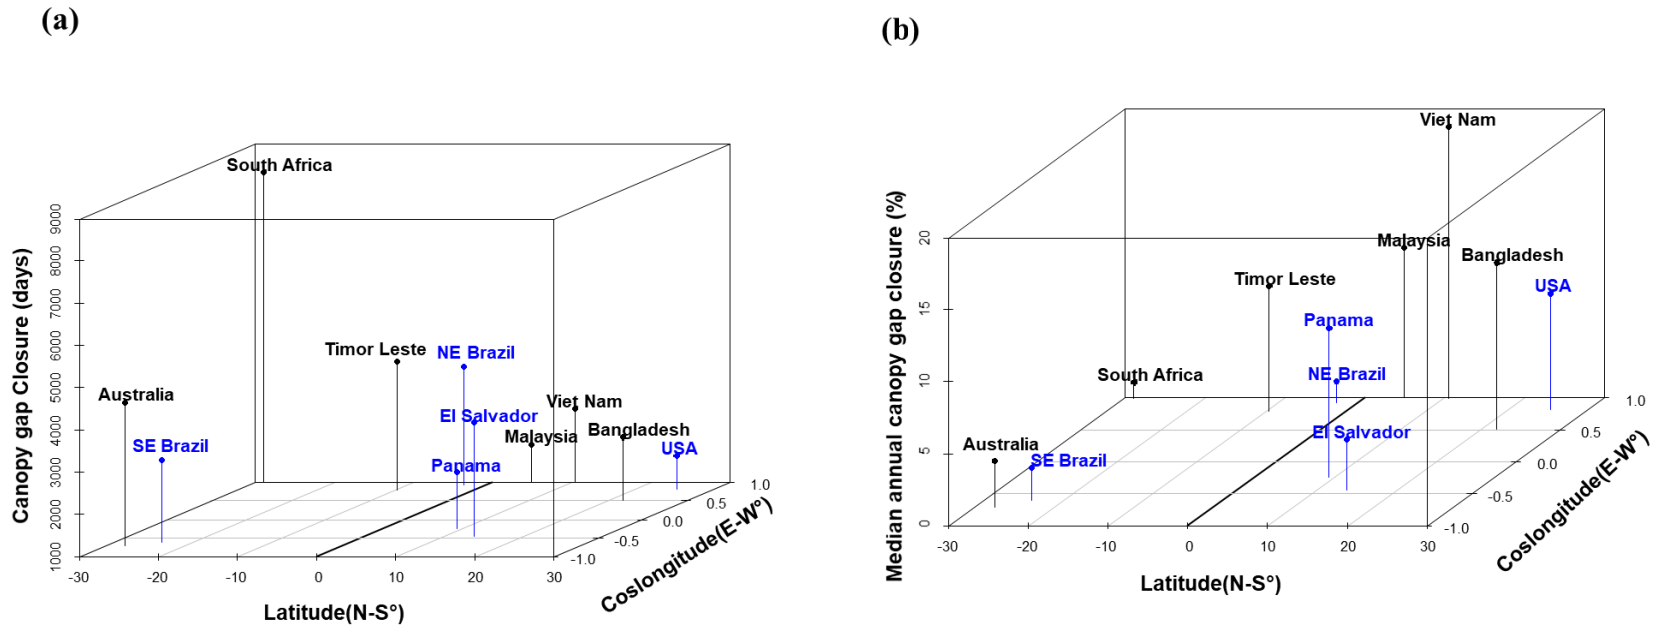 (a)
South Africa
Timor Leste
NE Brazil
Australia
El Salvador
Viet Nam
SE Brazil
Malaysia
Bangladesh
Panama
USA
Canopy gap Closure (days)
1000
2000
3000
4000
5000
6000
7000
8000
9000
-30
-20
-10
0
10
20
30
Latitude(N-S°)
-1.0
-0.5
0.0
0.5
1.0
Coslongitude(E-W°)
(b)
Viet Nam
Malaysia
Bangladesh
Timor Leste
USA
Panama
South Africa
NE Brazil
El Salvador
Australia
SE Brazil
Median annual canopy gap closure (%)
0
5
10
15
20
-30
-20
-10
0
10
20
30
Latitude(N-S°)
-1.0
-0.5
0.0
0.5
1.0
Coslongitude(E-W°)